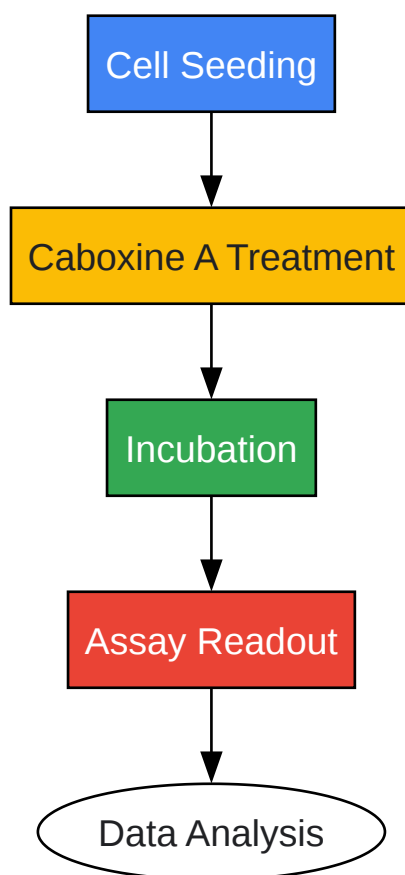 Cell Seeding
Caboxine A Treatment
Incubation
Assay Readout
Data Analysis